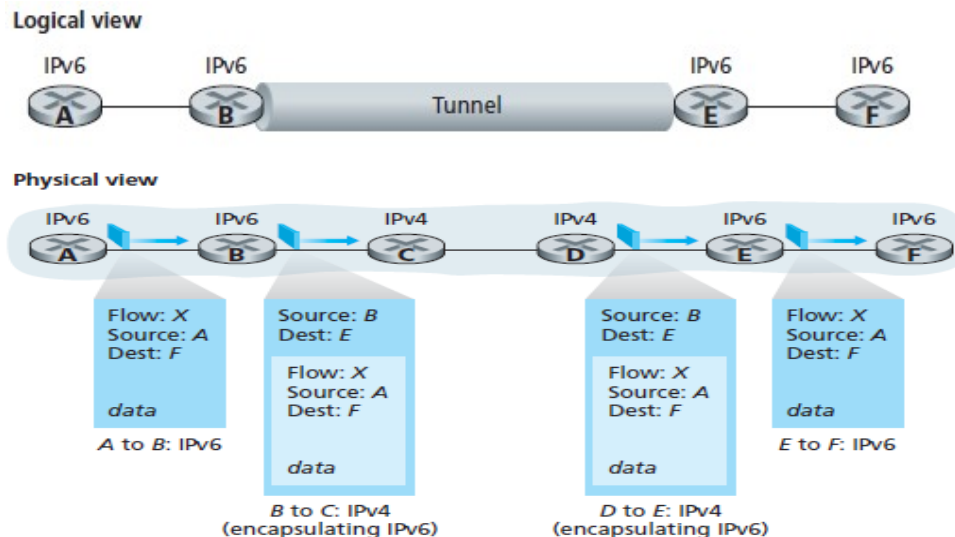 Logical view
IPv6 IPv6 IPv6 IPv6
A B Tunnel E F
Physical view
IPv6 IPv6 IPv4 IPv4 IPv6 IPv6
A B C D E F
Flow: X
Source: A
Dest: F
data
A to B: IPv6
Source: B
Dest: E
Flow: X
Source: A
Dest: F
data
B to C: IPv4
(encapsulating IPv6)
Source: B
Dest: E
Flow: X
Source: A
Dest: F
data
D to E: IPv4
(encapsulating IPv6)
Flow: X
Source: A
Dest: F
data
E to F: IPv6